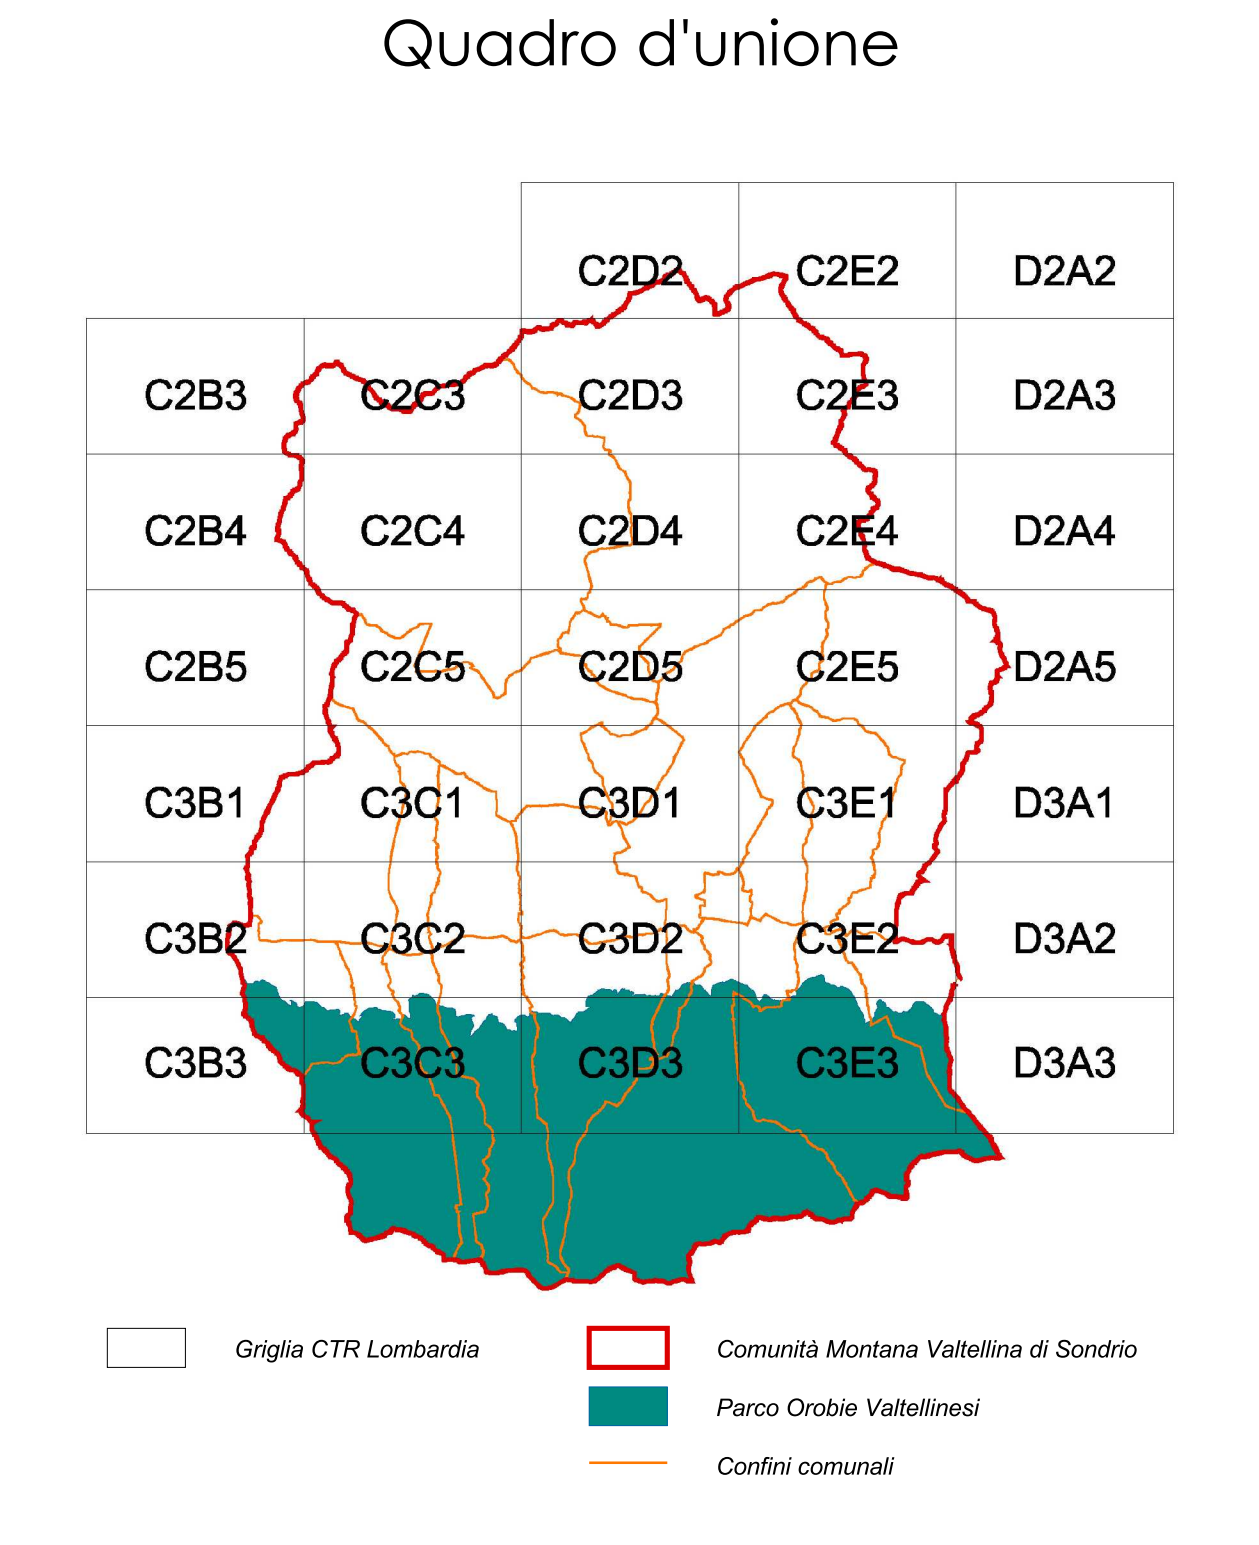 Quadro d'unione
C2D2 C2E2 D2A2
C2B3 C2C3 C2D3 C2E3 D2A3
C2B4 C2C4 C2D4 C2E4 D2A4
C2B5 C2C5 C2D5 C2E5 D2A5
C3B1 C3C1 C3D1 C3E1 D3A1
C3B2 C3C2 C3D2 C3E2 D3A2
C3B3 C3C3 C3D3 C3E3 D3A3
Griglia CTR Lombardia
Comunità Montana Valtellina di Sondrio
Parco Orobie Valtellinesi
Confini comunali